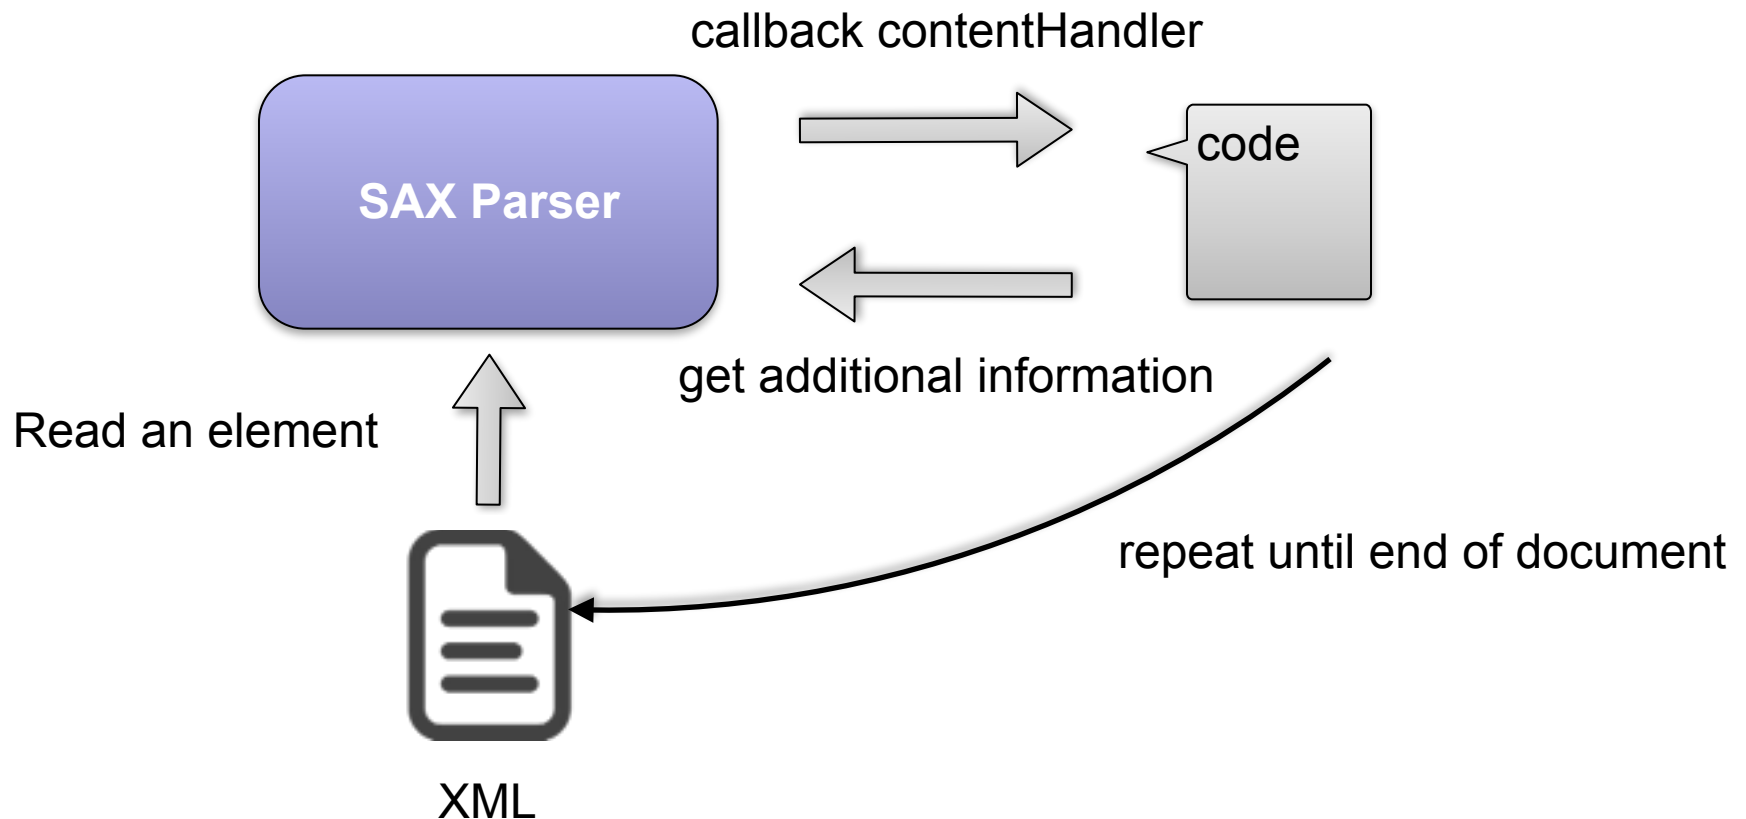 callback contentHandler
code
SAX Parser
get additional information
Read an element
repeat until end of document
XML